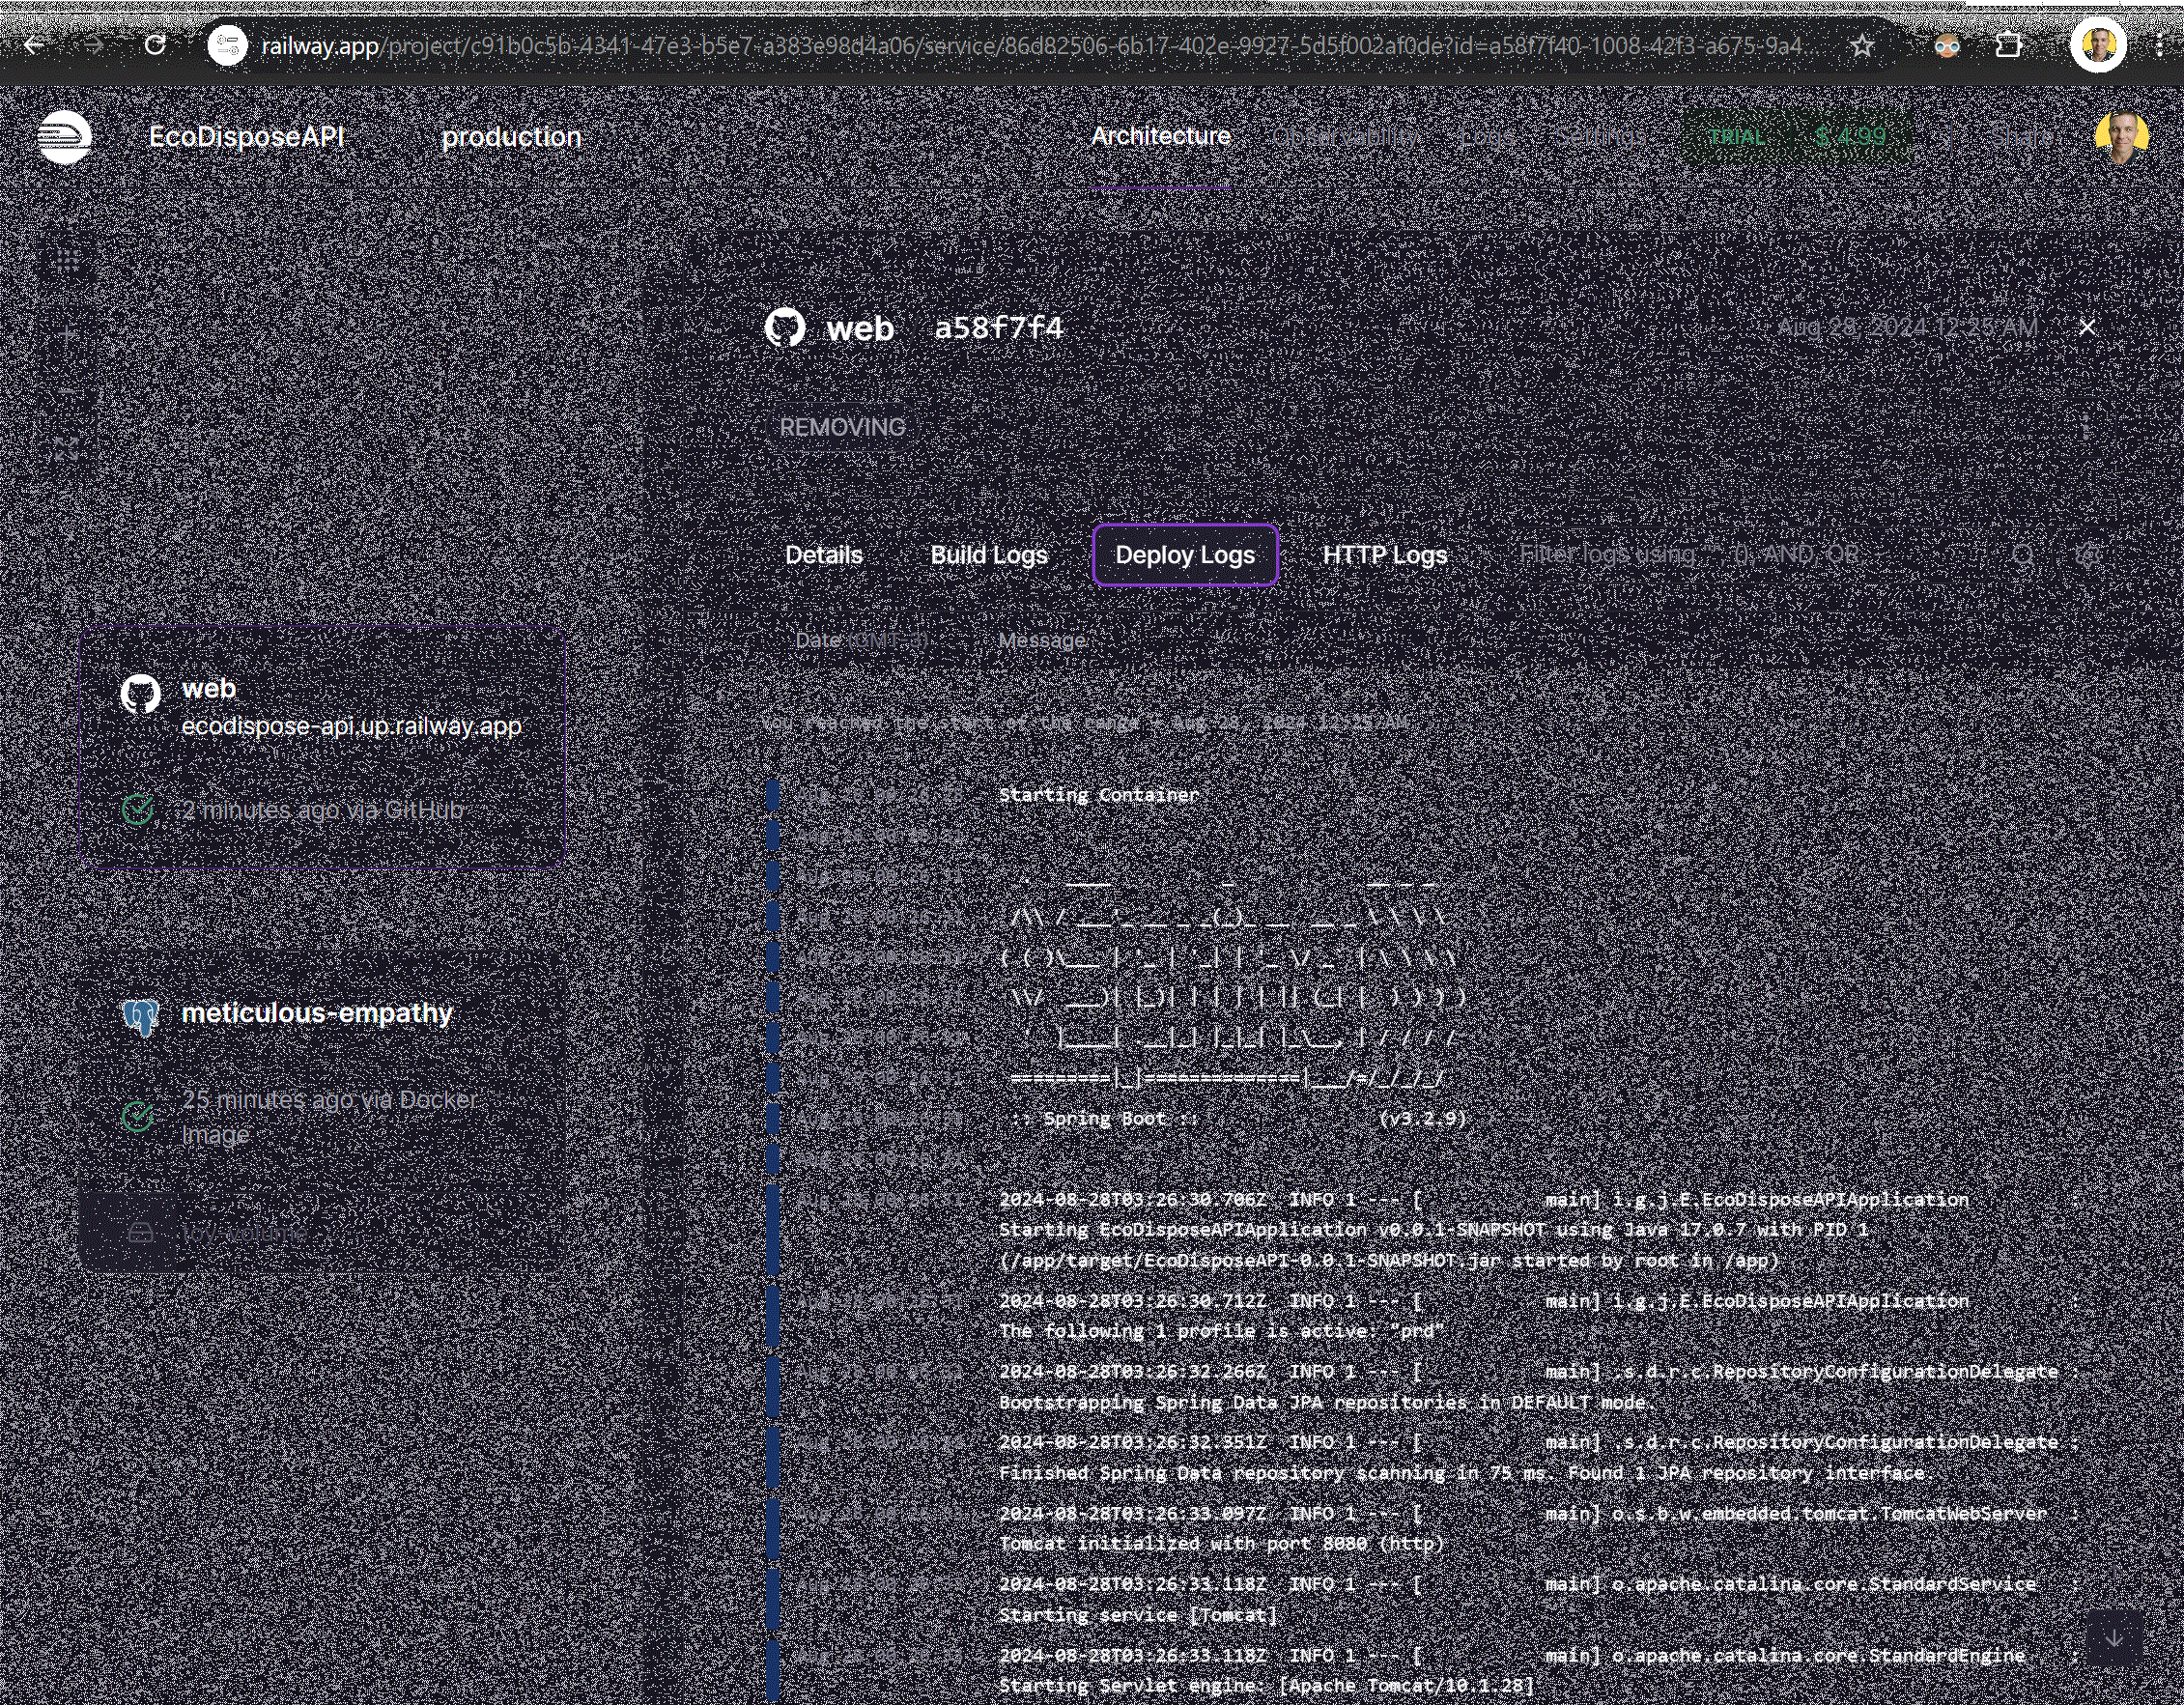 railway.app/project/c91b0c5b-4341-47e3-b5e7-a383e98d4a06/service/86d82506-6b17-402e-9927-5d5f002af0de?id=a58f7f40-1008-42f3-a675-9a4...
EcoDisposeAPI production Architecture Observability Logs Settings TRIAL $ 4.99 Share
web a58f7f4 Aug 28, 2024 12:25 AM
REMOVING
Details Build Logs Deploy Logs HTTP Logs Filter logs using "", (), AND, OR
Date (GMT-3) Message
You reached the start of the range → Aug 28, 2024 12:25 AM
web
ecodispose-api.up.railway.app
2 minutes ago via GitHub
meticulous-empathy
25 minutes ago via Docker
Image
Starting Container
:: Spring Boot :: (v3.2.9)
2024-08-28T03:26:30.706Z INFO 1 --- [ main] i.g.j.E.EcoDisposeAPIApplication :
Starting EcoDisposeAPIApplication v0.0.1-SNAPSHOT using Java 17.0.7 with PID 1
(/app/target/EcoDisposeAPI-0.0.1-SNAPSHOT.jar started by root in /app)
2024-08-28T03:26:30.712Z INFO 1 --- [ main] i.g.j.E.EcoDisposeAPIApplication :
The following 1 profile is active: "prd"
2024-08-28T03:26:32.266Z INFO 1 --- [ main] .s.d.r.c.RepositoryConfigurationDelegate :
Bootstrapping Spring Data JPA repositories in DEFAULT mode.
2024-08-28T03:26:32.351Z INFO 1 --- [ main] .s.d.r.c.RepositoryConfigurationDelegate :
Finished Spring Data repository scanning in 75 ms. Found 1 JPA repository interface.
2024-08-28T03:26:33.097Z INFO 1 --- [ main] o.s.b.w.embedded.tomcat.TomcatWebServer :
Tomcat initialized with port 8080 (http)
2024-08-28T03:26:33.118Z INFO 1 --- [ main] o.apache.catalina.core.StandardService :
Starting service [Tomcat]
2024-08-28T03:26:33.118Z INFO 1 --- [ main] o.apache.catalina.core.StandardEngine :
Starting Servlet engine: [Apache Tomcat/10.1.28]